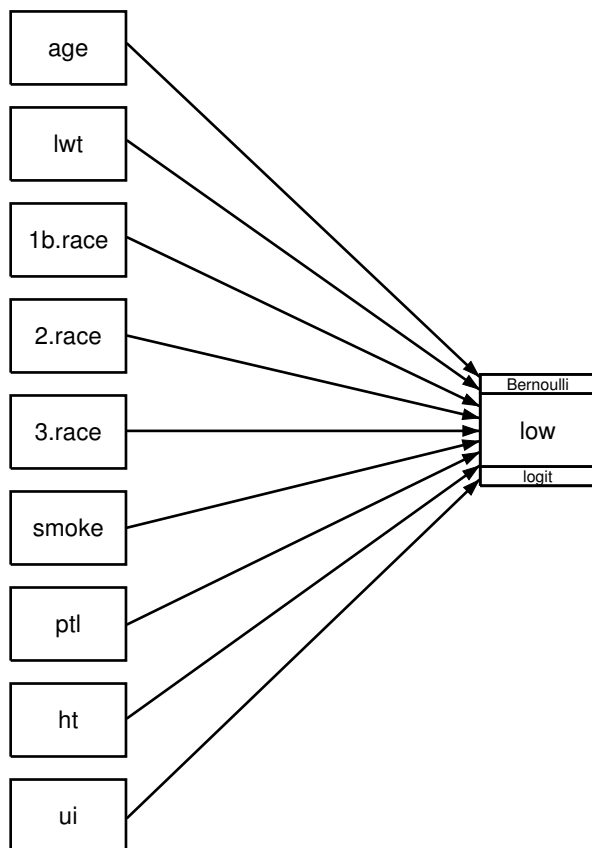 age
lwt
1b.race
2.race
3.race
smoke
ptl
ht
ui
Bernoulli
low
logit